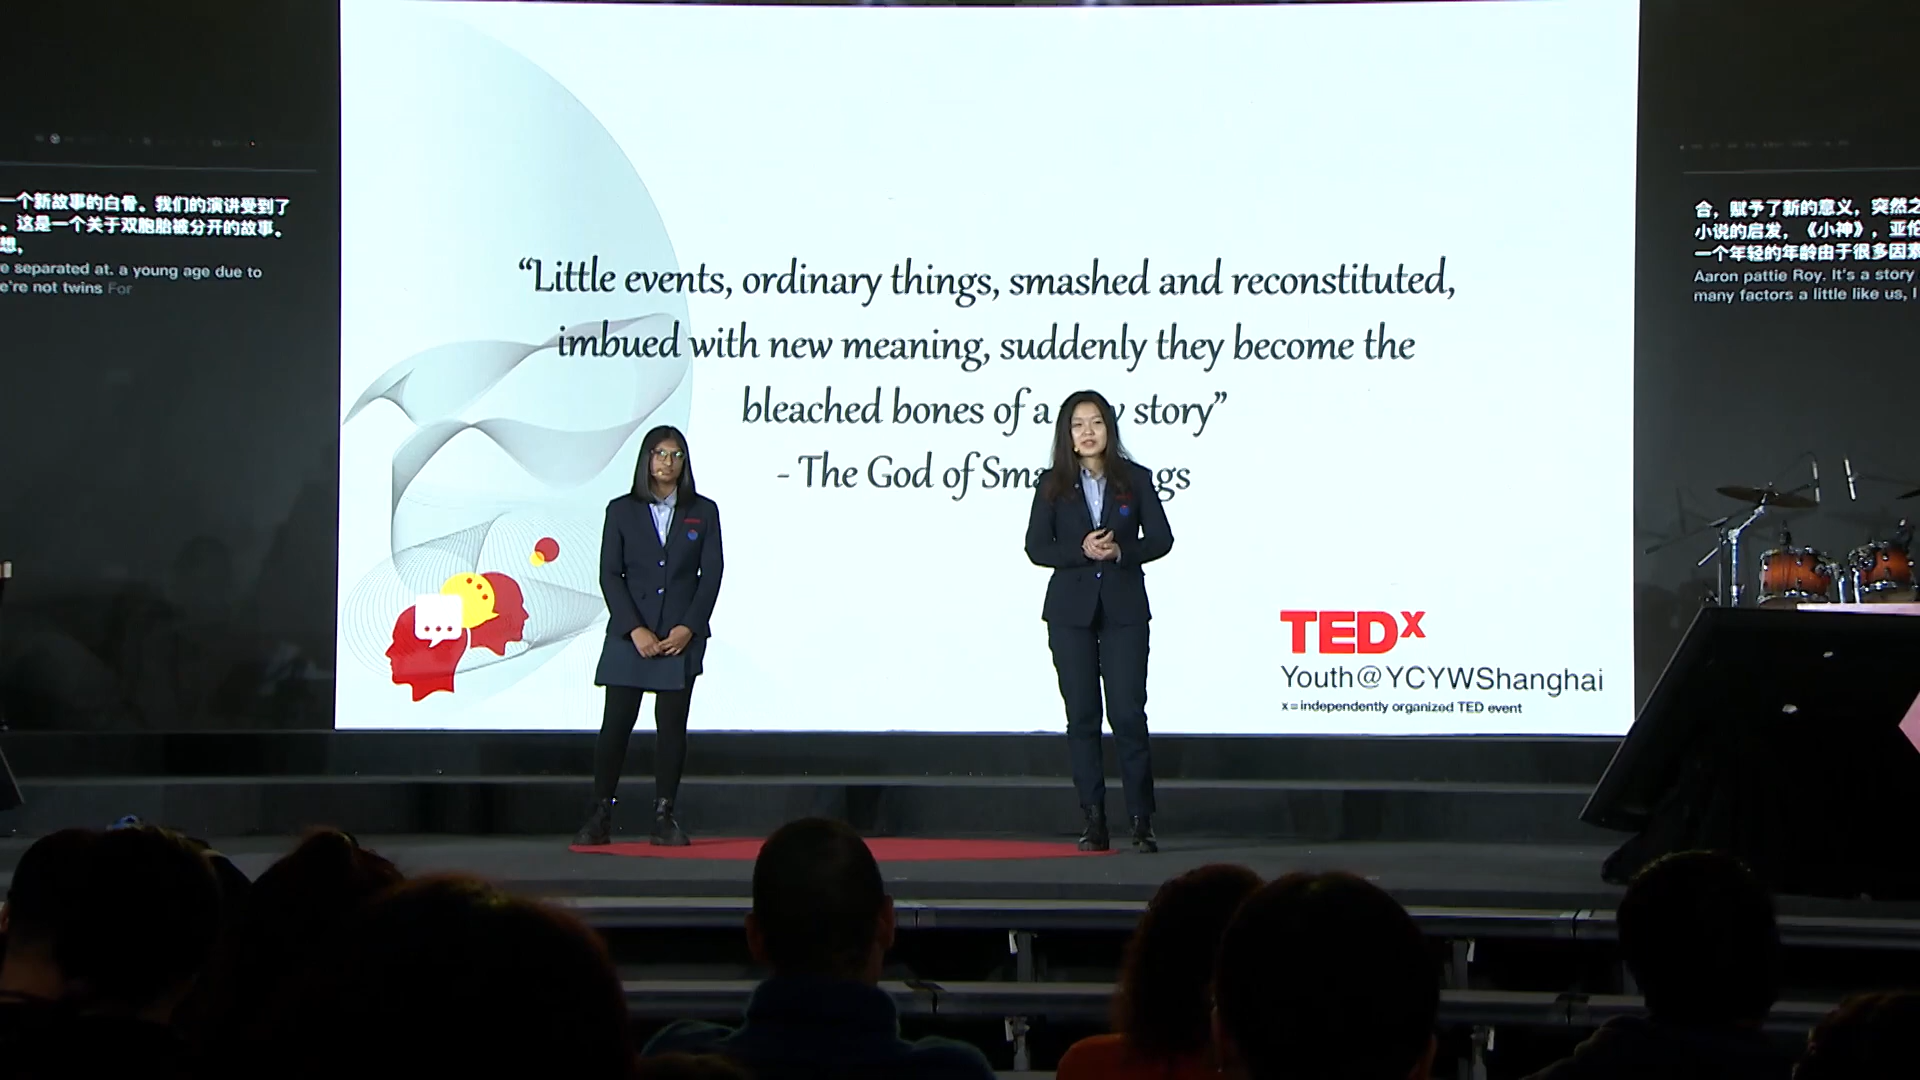 “Little events, ordinary things, smashed and reconstituted,
imbued with new meaning, suddenly they become the
bleached bones of a story”
- The God of
TEDx
Youth@YCYWShanghai
x=independently organized TED event
一个新故事的白骨。我们的演讲受到了
、这是一个关于双胞胎被分开的故事。
想,
e separated at. a young age due to
e're not twins For
合，赋予了新的意义，突然之
小说的启发，《小神》，亚伦
一个年轻的年龄由于很多因素
Aaron pattie Roy. It's a story
many factors a little like us, I